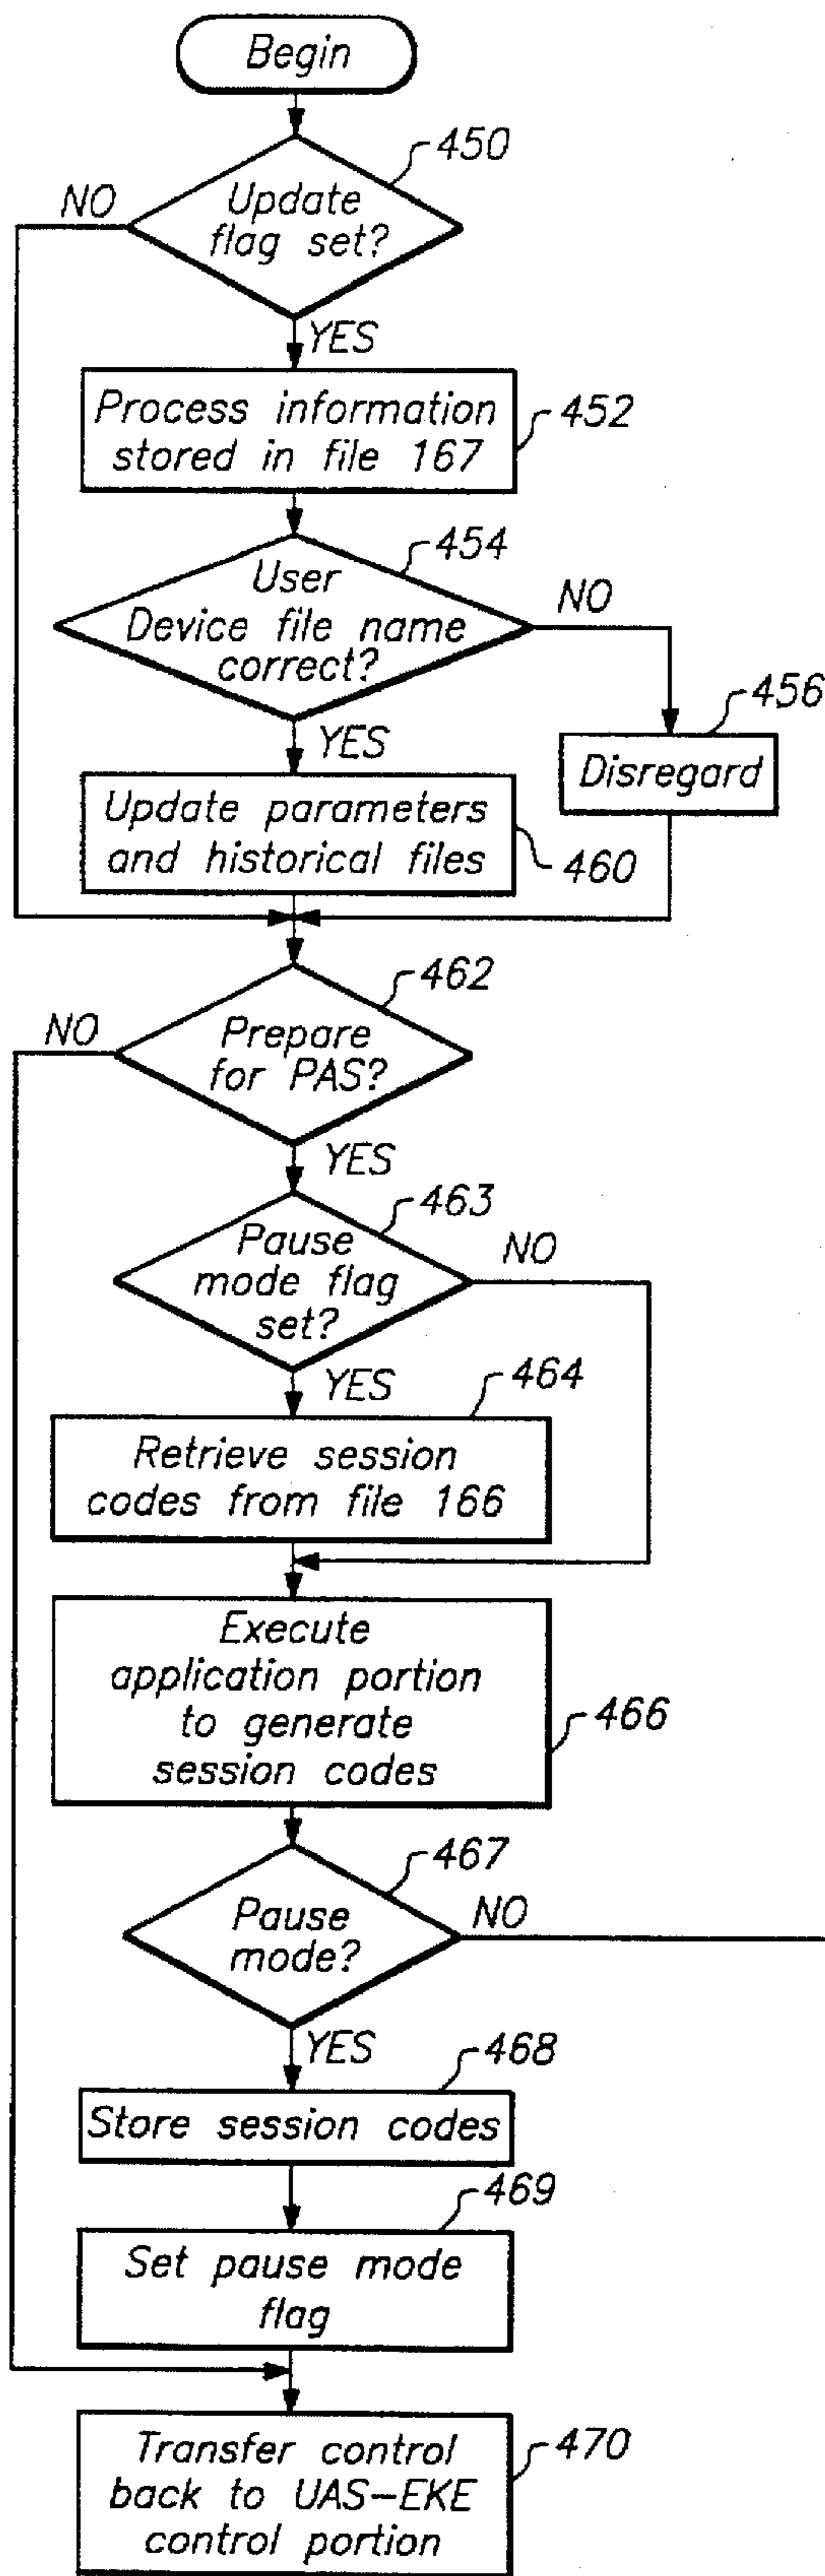 Begin
450
NO
Update
flag set?
YES
Process information
stored in file 167
452
454
User
Device file name
correct?
NO
456
YES
Disregard
Update parameters
and historical files
460
462
NO
Prepare
for PAS?
YES
463
Pause
mode flag
set?
NO
YES
464
Retrieve session
codes from file 166
Execute
application portion
to generate
session codes
466
467
Pause
mode?
NO
YES
468
Store session codes
469
Set pause mode
flag
Transfer control
back to UAS-EKE
control portion
470